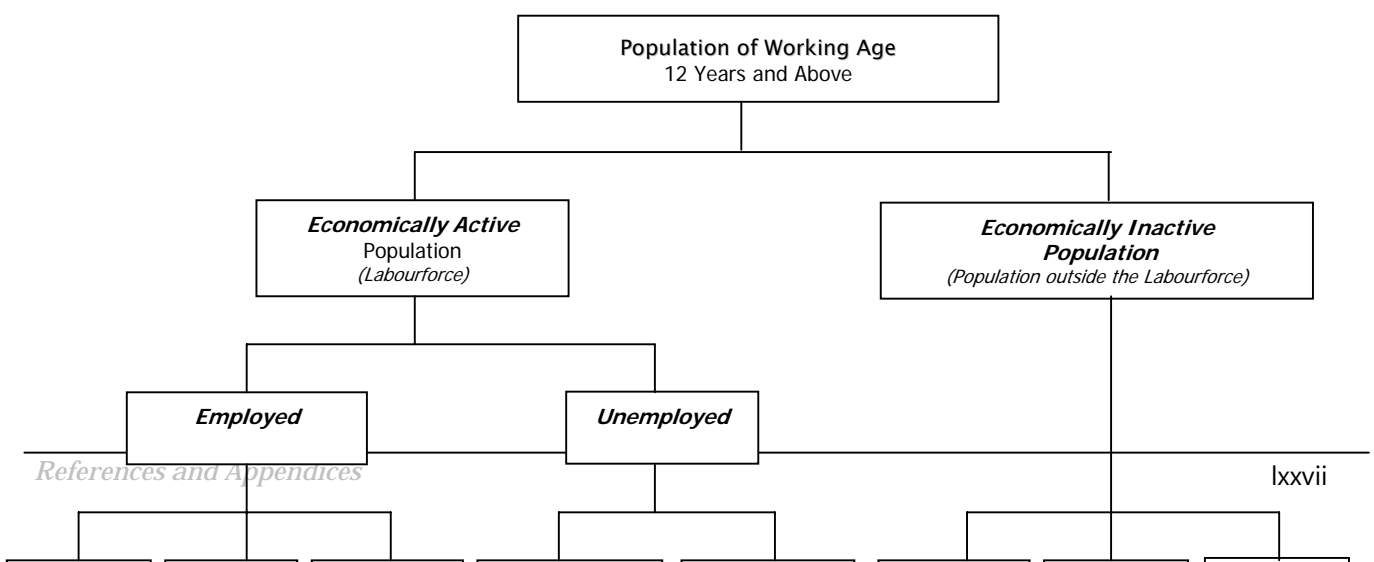 Population of Working Age
12 Years and Above
Economically Active
Population
(Labourforce)
Economically Inactive
Population
(Population outside the Labourforce)
Employed
Unemployed
References and Appendices
lxxvii